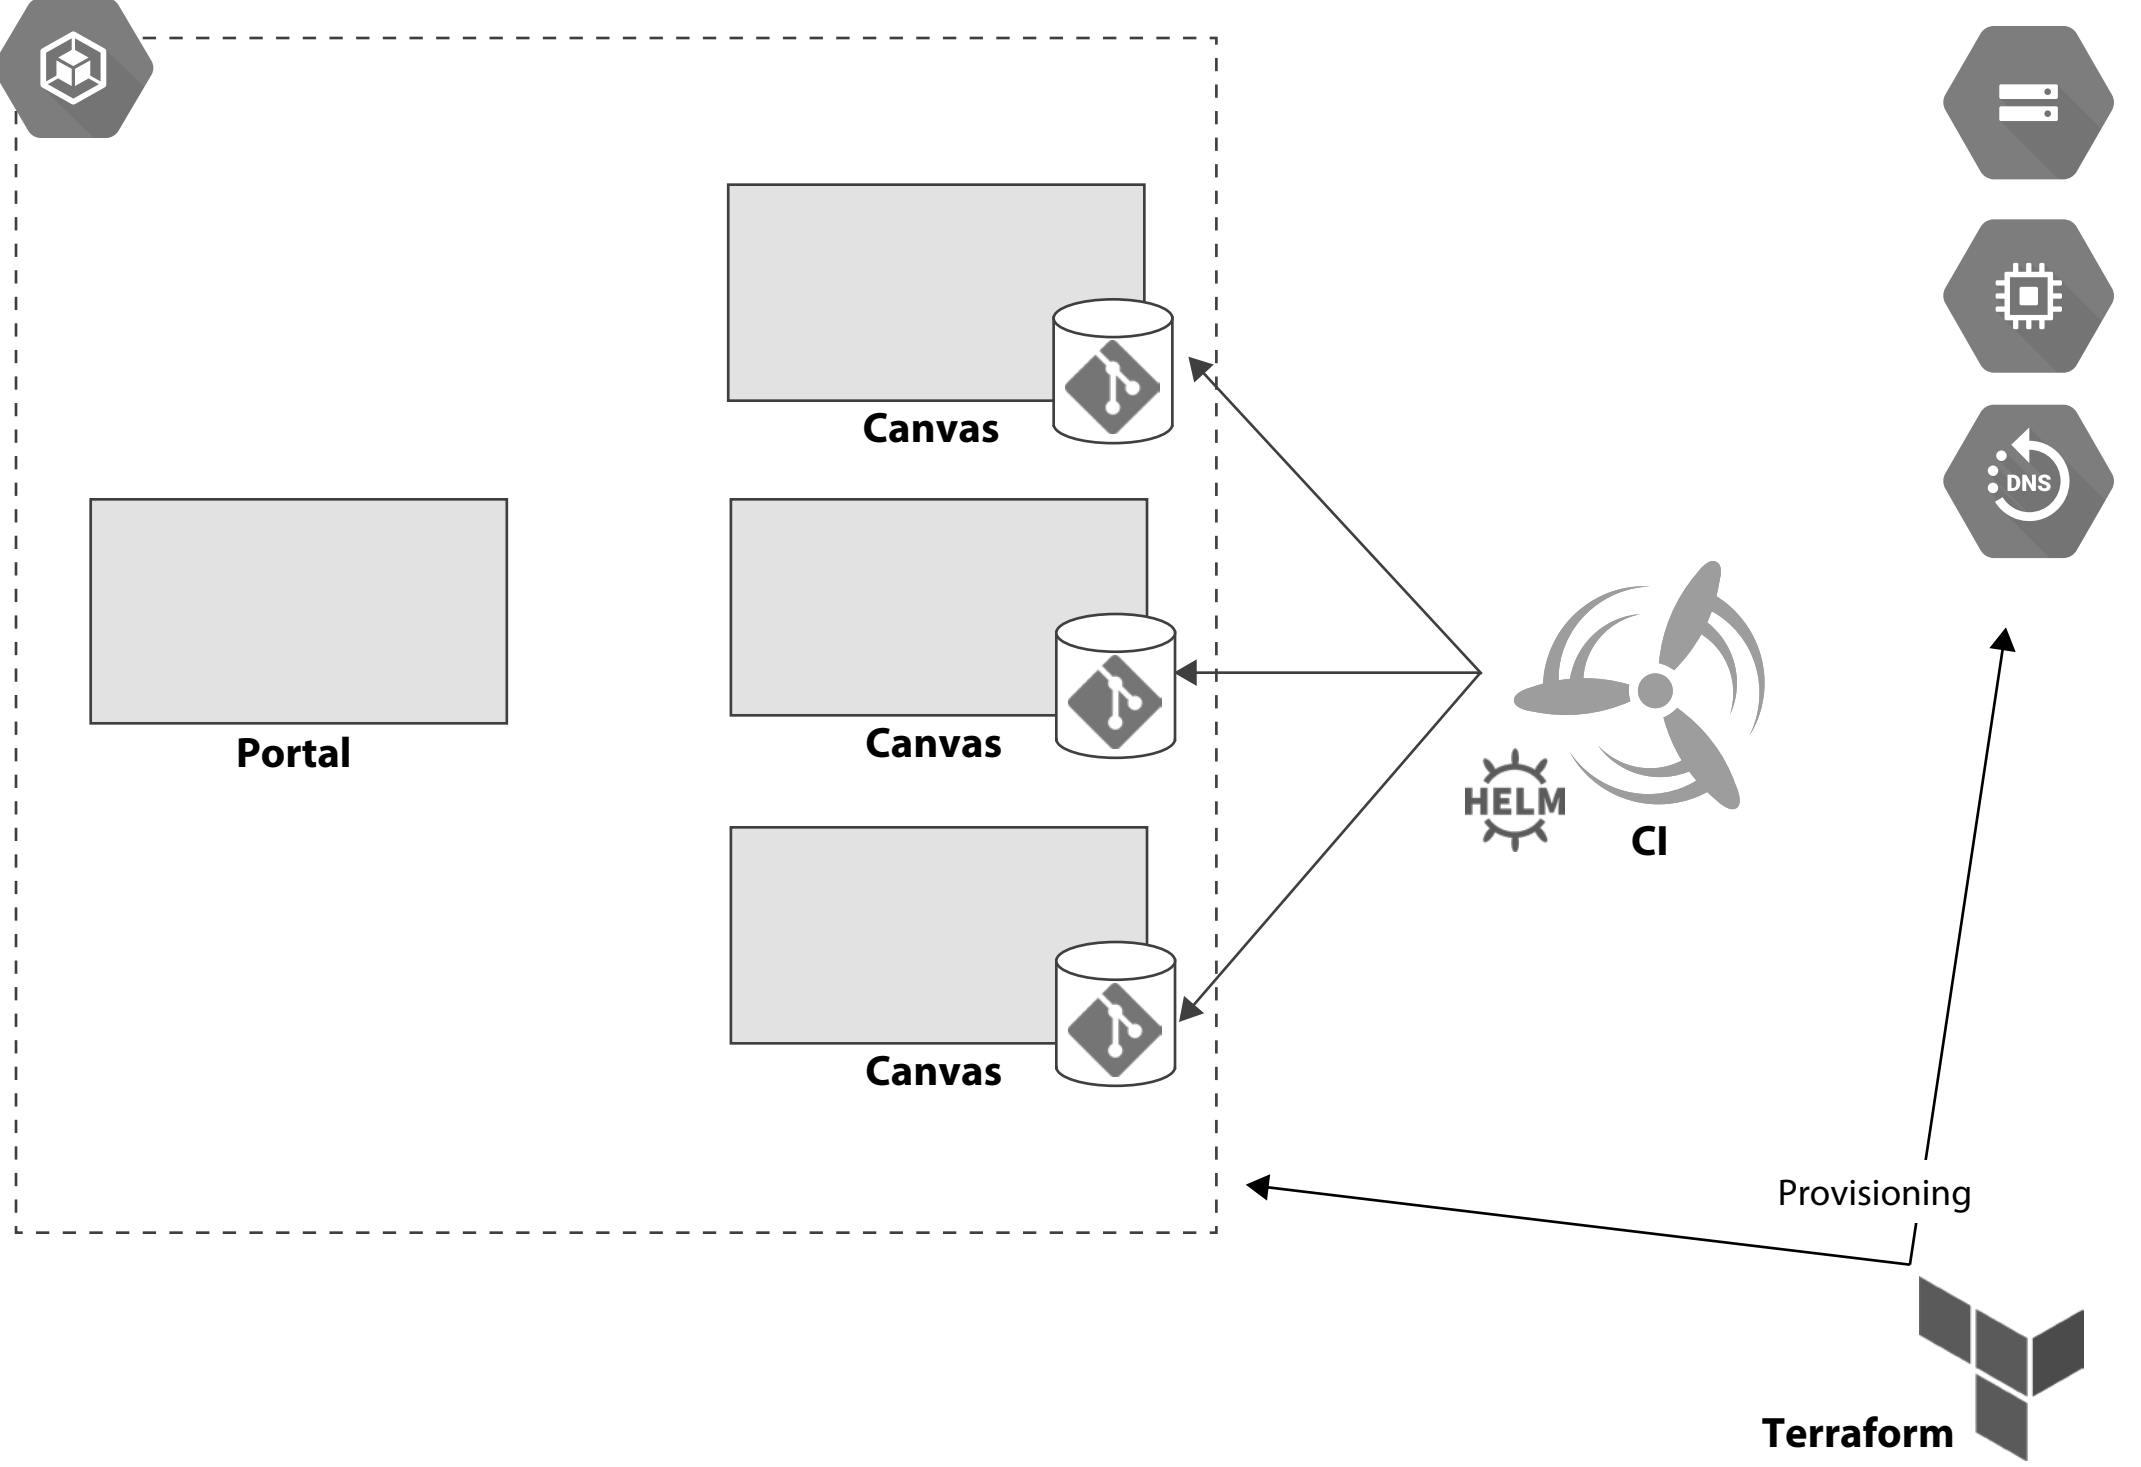 Canvas
DNS
Portal
Canvas
HELM
CI
Canvas
Provisioning
Terraform